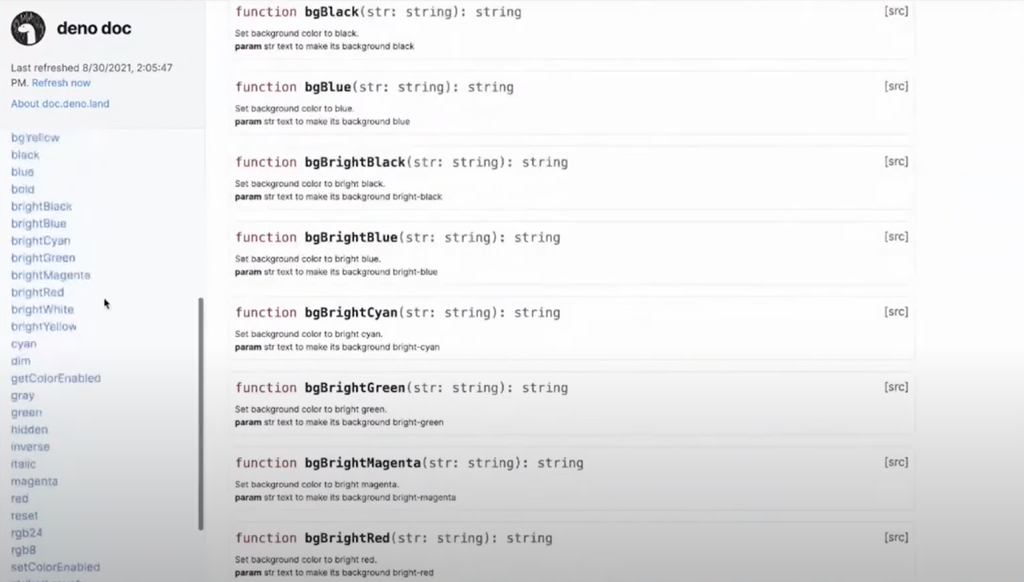 deno doc
Last refreshed 8/30/2021, 2:05:47
PM. Refresh now
About doc.deno.land
bgYellow
black
blue
bold
brightBlack
brightBlue
brightCyan
brightGreen
brightMagenta
brightRed
brightWhite
brightYellow
cyan
dim
getColorEnabled
gray
green
hidden
inverse
italic
magenta
red
reset
rgb24
rgb8
setColorEnabled
function bgBlack(str: string): string [src]
Set background color to black.
param str text to make its background black
function bgBlue(str: string): string [src]
Set background color to blue.
param str text to make its background blue
function bgBrightBlack(str: string): string [src]
Set background color to bright black.
param str text to make its background bright-black
function bgBrightBlue(str: string): string [src]
Set background color to bright blue.
param str text to make its background bright-blue
function bgBrightCyan(str: string): string [src]
Set background color to bright cyan.
param str text to make its background bright-cyan
function bgBrightGreen(str: string): string [src]
Set background color to bright green.
param str text to make its background bright-green
function bgBrightMagenta(str: string): string [src]
Set background color to bright magenta.
param str text to make its background bright-magenta
function bgBrightRed(str: string): string [src]
Set background color to bright red.
param str text to make its background bright-red